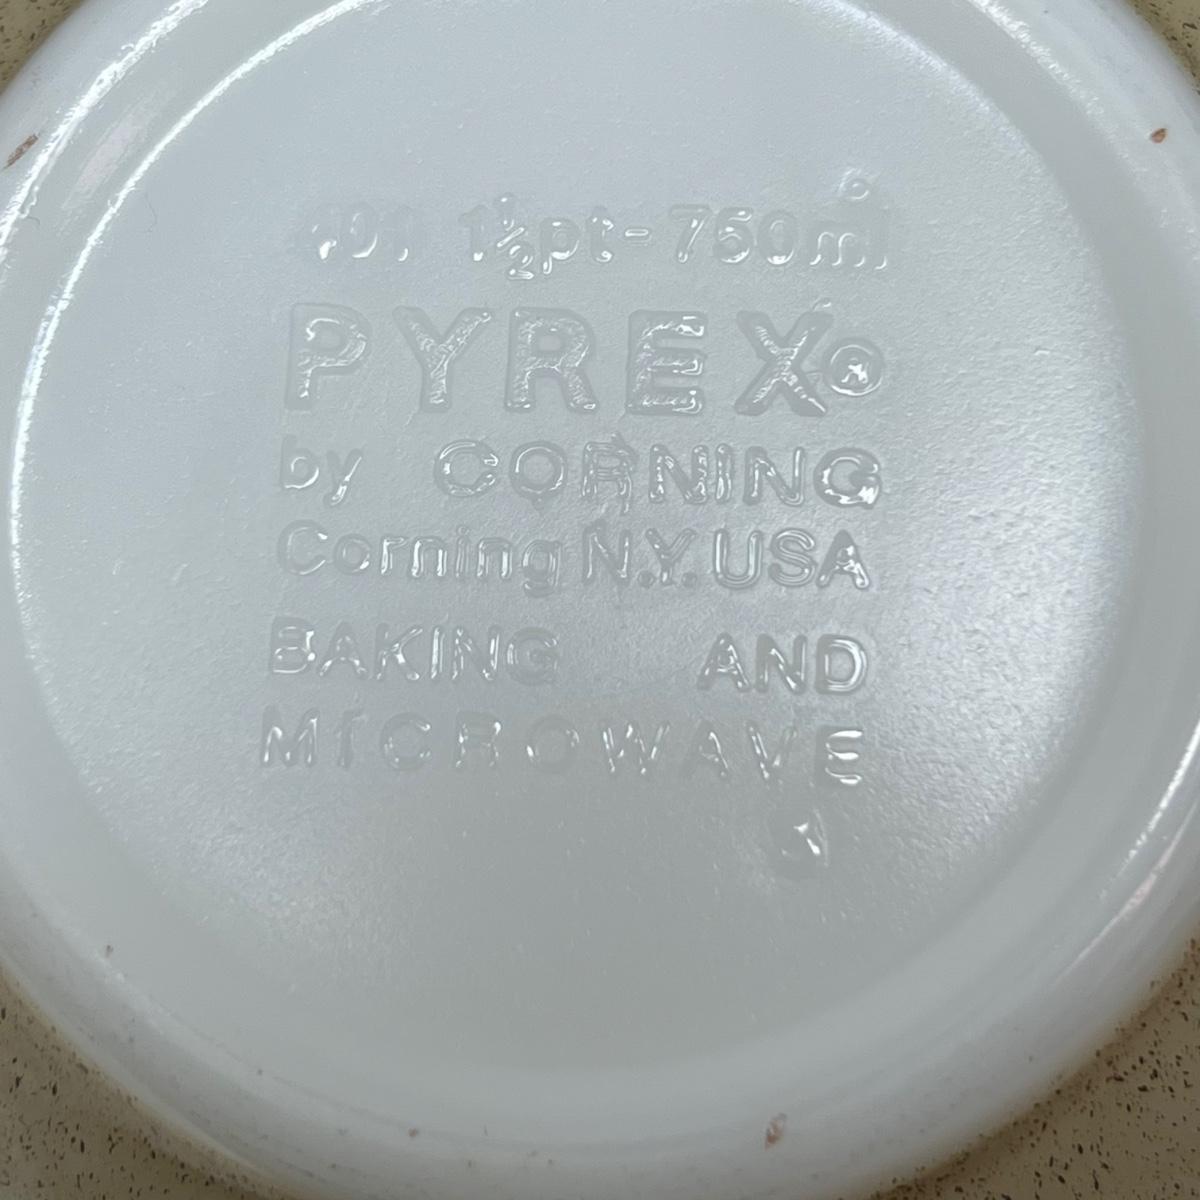 401 1½pt-750ml
PYREX®
by CORNING
Corning N.Y. USA
BAKING AND
MICROWAVE